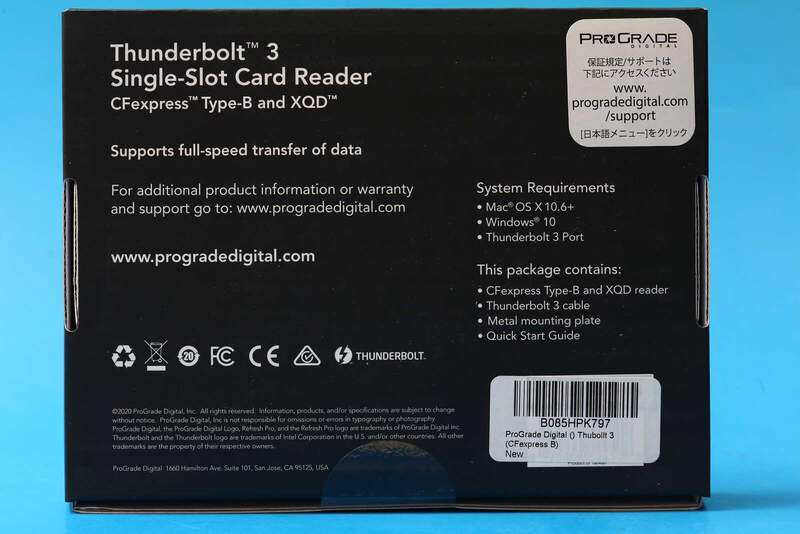 Thunderbolt™ 3
Single-Slot Card Reader
CFexpress™ Type-B and XQD™
Supports full-speed transfer of data
For additional product information or warranty
and support go to: www.progradedigital.com
www.progradedigital.com
PROGRADE
DIGITAL
保証規定/サポートは
下記にアクセスください
www.
progradedigital.com
/support
[日本語メニュー]をクリック
System Requirements
• Mac® OS X 10.6+
• Windows® 10
• Thunderbolt 3 Port
This package contains:
• CFexpress Type-B and XQD reader
• Thunderbolt 3 cable
• Metal mounting plate
• Quick Start Guide
20
FC
CE
THUNDERBOLT.
©2020 ProGrade Digital, Inc. All rights reserved. Information, products, and/or specifications are subject to change
without notice. ProGrade Digital, Inc is not responsible for omissions or errors in typography or photography.
ProGrade Digital, the ProGrade Digital Logo, Refresh Pro, and the Refresh Pro logo are trademarks of ProGrade Digital Inc.
Thunderbolt and the Thunderbolt logo are trademarks of Intel Corporation in the U.S. and/or other countries. All other
trademarks are the property of their respective owners.
ProGrade Digital 1660 Hamilton Ave. Suite 101, San Jose, CA 95125, USA
B085HPK797
ProGrade Digital () Thubollt 3
(CFexpress B)
New